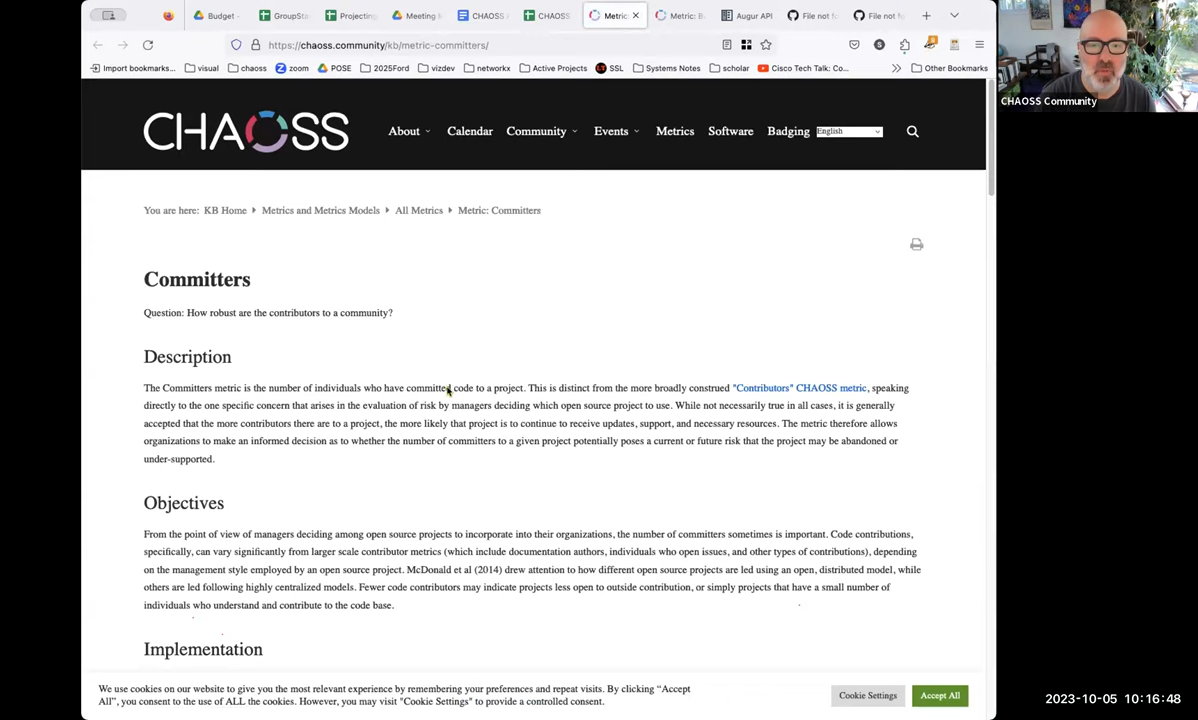 Budget -
GroupSta
Projecting
Meeting
CHAOSS
CHAOSS
Metric:
Metric: B
Augur API
File not f
File not f
https://chaoss.community/kb/metric-committers/
Import bookmarks...
visual
chaoss
zoom
POSE
2025Ford
vizdev
networkx
Active Projects
SSL
Systems Notes
scholar
Cisco Tech Talk: Co...
Other Bookmarks
CHAOSS Community
CHAOSS
About
Calendar
Community
Events
Metrics
Software
Badging
English
You are here: KB Home Metrics and Metrics Models All Metrics Metric: Committers
Committers
Question: How robust are the contributors to a community?
Description
The Committers metric is the number of individuals who have committed code to a project. This is distinct from the more broadly construed "Contributors" CHAOSS metric, speaking
directly to the one specific concern that arises in the evaluation of risk by managers deciding which open source project to use. While not necessarily true in all cases, it is generally
accepted that the more contributors there are to a project, the more likely that project is to continue to receive updates, support, and necessary resources. The metric therefore allows
organizations to make an informed decision as to whether the number of committers to a given project potentially poses a current or future risk that the project may be abandoned or
under-supported.
Objectives
From the point of view of managers deciding among open source projects to incorporate into their organizations, the number of committers sometimes is important. Code contributions,
specifically, can vary significantly from larger scale contributor metrics (which include documentation authors, individuals who open issues, and other types of contributions), depending
on the management style employed by an open source project. McDonald et al (2014) drew attention to how different open source projects are led using an open, distributed model, while
others are led following highly centralized models. Fewer code contributors may indicate projects less open to outside contribution, or simply projects that have a small number of
individuals who understand and contribute to the code base.
Implementation
We use cookies on our website to give you the most relevant experience by remembering your preferences and repeat visits. By clicking “Accept
All”, you consent to the use of ALL the cookies. However, you may visit "Cookie Settings" to provide a controlled consent.
Cookie Settings
Accept All
2023-10-05 10:16:48